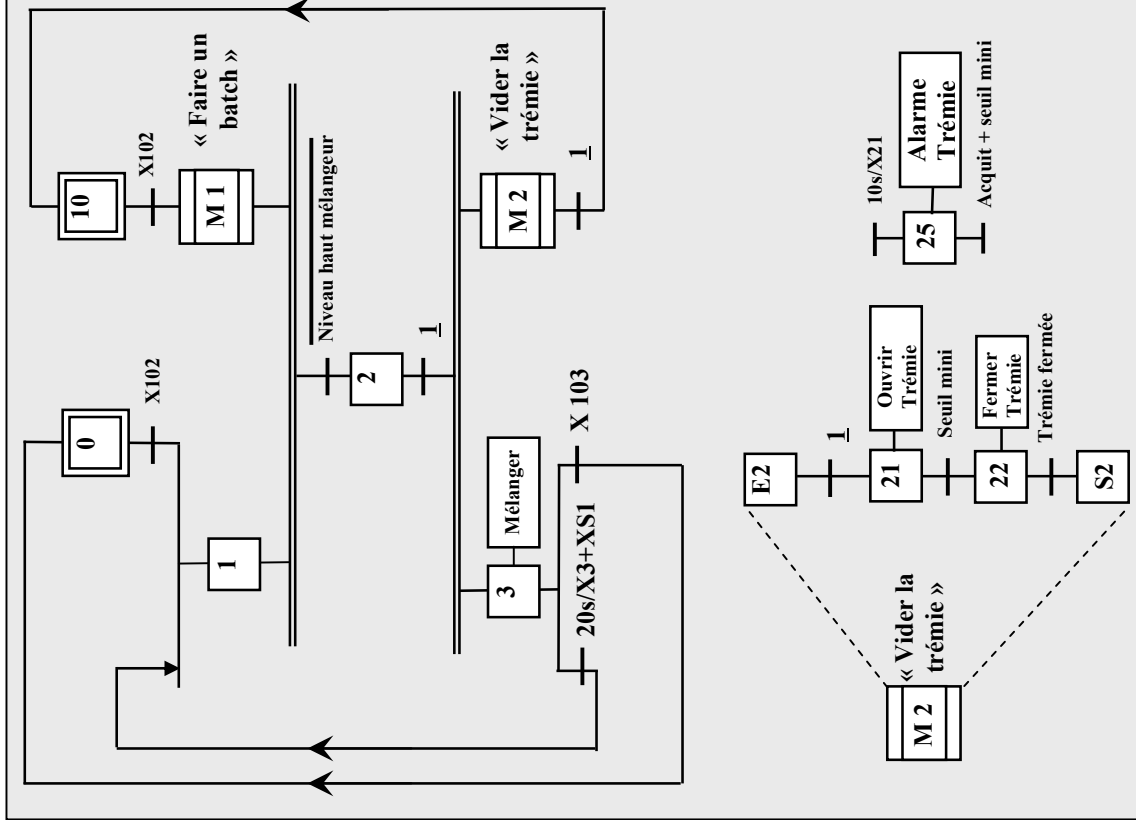 0
X102
10
X102
M 1
« Faire un
batch »
1
Niveau haut mélangeur
2
1
3
Mélanger
20s/X3+XS1
X 103
M 2
« Vider la
trémie »
1
M 2
« Vider la
trémie »
E2
1
21
Ouvrir
Trémie
Seuil mini
22
Fermer
Trémie
Trémie fermée
S2
10s/X21
25
Alarme
Trémie
Acquit + seuil mini